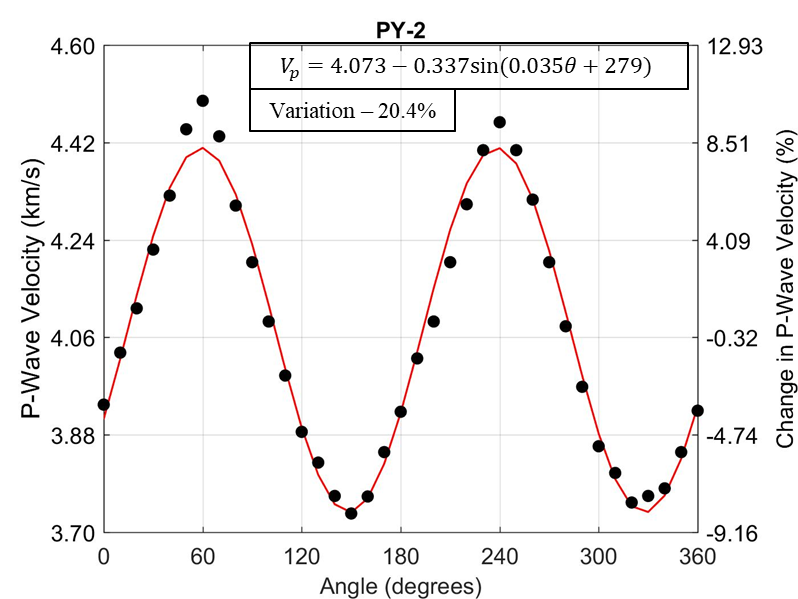 PY-2
V_p = 4.073 − 0.337sin(0.035θ + 279)
Variation – 20.4%
P-Wave Velocity (km/s)
4.60
4.42
4.24
4.06
3.88
3.70
0 60 120 180 240 300 360
Angle (degrees)
12.93
8.51
4.09
-0.32
-4.74
-9.16
Change in P-Wave Velocity (%)